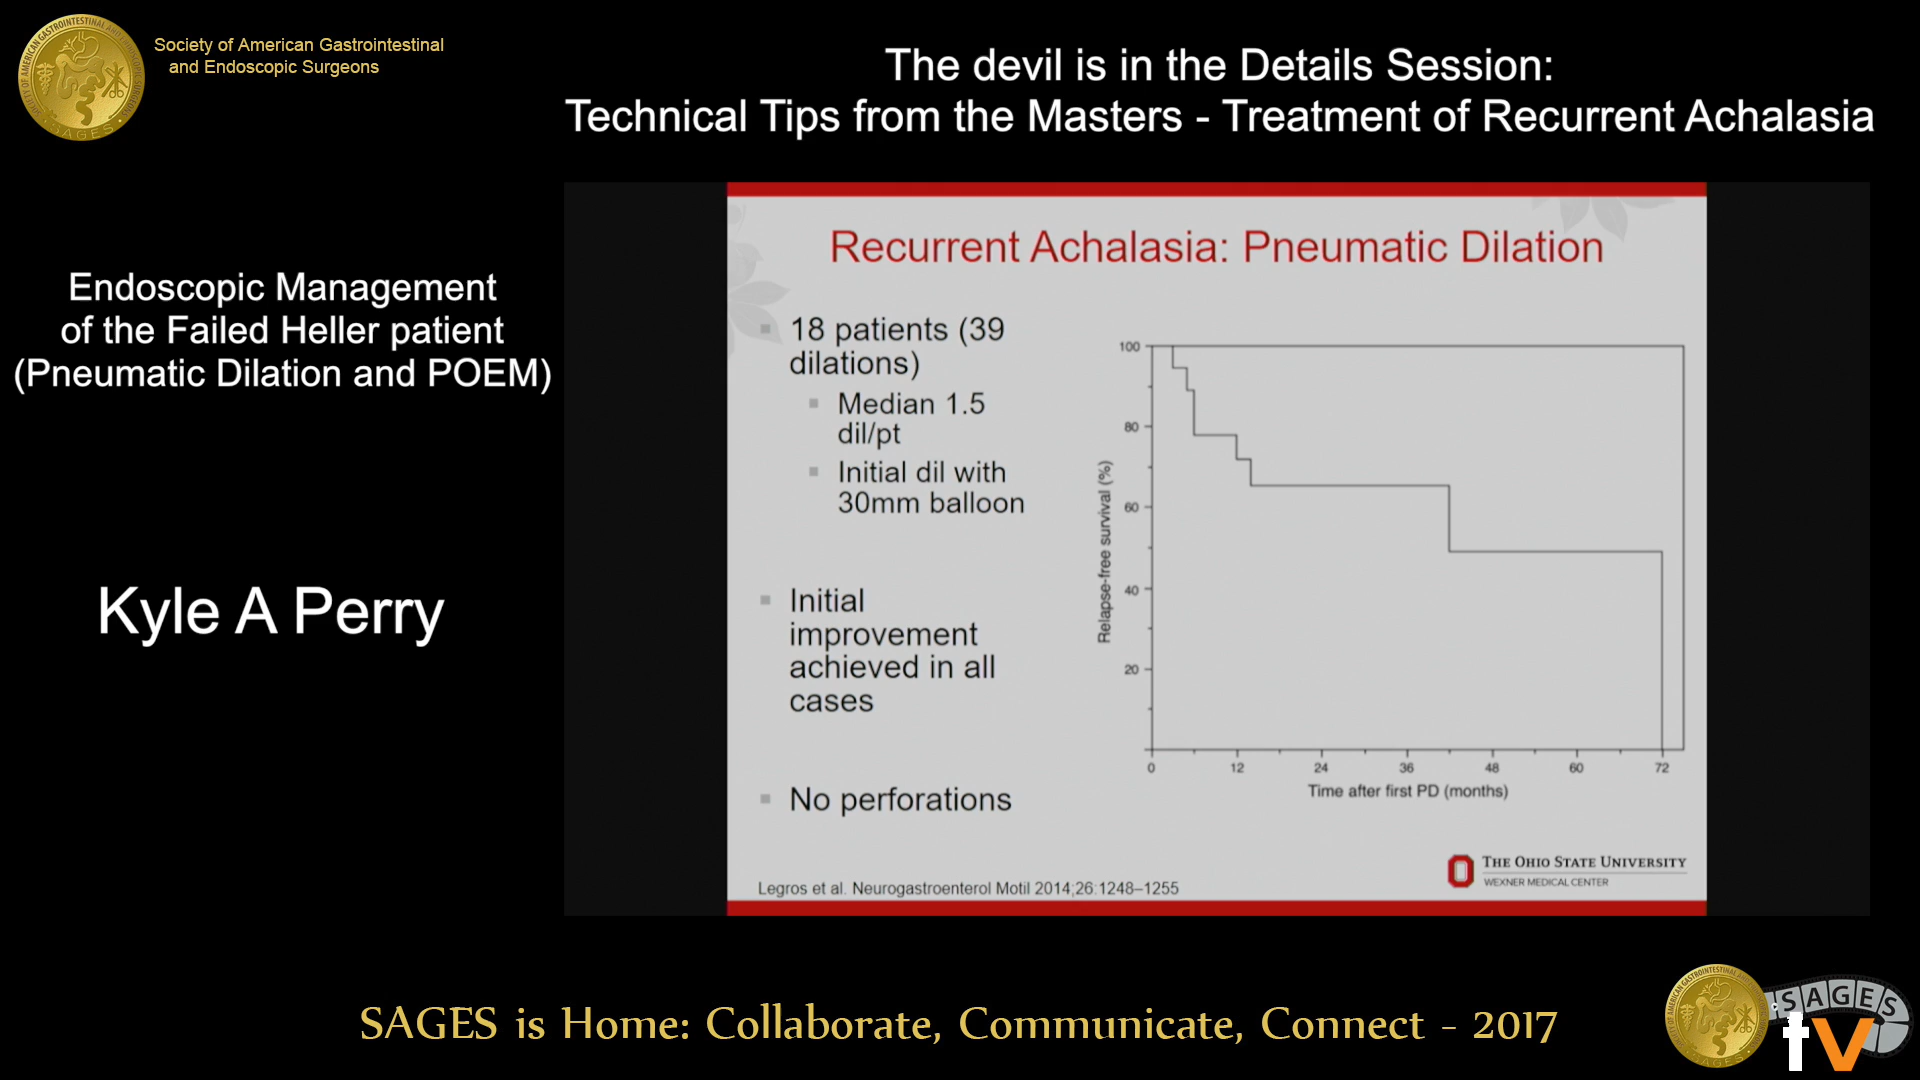 Society of American Gastrointestinal
and Endoscopic Surgeons
The devil is in the Details Session:
Technical Tips from the Masters - Treatment of Recurrent Achalasia
Endoscopic Management
of the Failed Heller patient
(Pneumatic Dilation and POEM)
Kyle A Perry
Recurrent Achalasia: Pneumatic Dilation
18 patients (39
dilations)
Median 1.5
dil/pt
Initial dil with
30mm balloon
Initial
improvement
achieved in all
cases
No perforations
Relapse-free survival (%)
100
80
60
40
20
0 12 24 36 48 60 72
Time after first PD (months)
Legros et al. Neurogastroenterol Motil 2014;26:1248–1255
THE OHIO STATE UNIVERSITY
WEXNER MEDICAL CENTER
SAGES is Home: Collaborate, Communicate, Connect - 2017
SAGES
tv